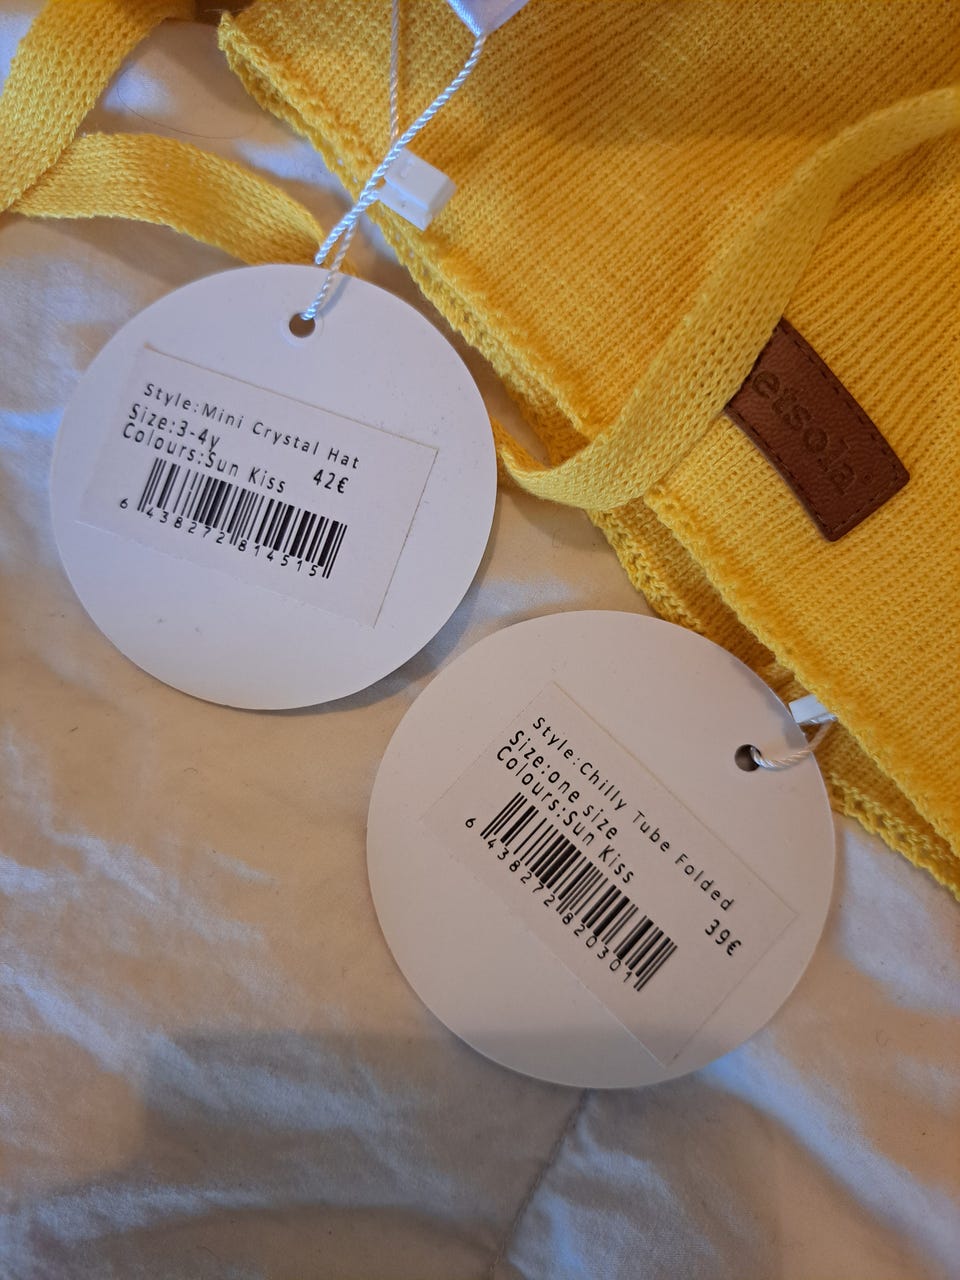 Style:Mini Crystal Hat
Size:3-4y
Colours:Sun Kiss
42€
6 438272 814515
etsola
Style:Chilly Tube Folded
Size:one size
Colours:Sun Kiss
39€
6 438272 820301